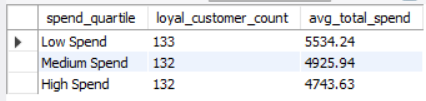 spend_quartile loyal_customer_count avg_total_spend
Low Spend 133 5534.24
Medium Spend 132 4925.94
High Spend 132 4743.63